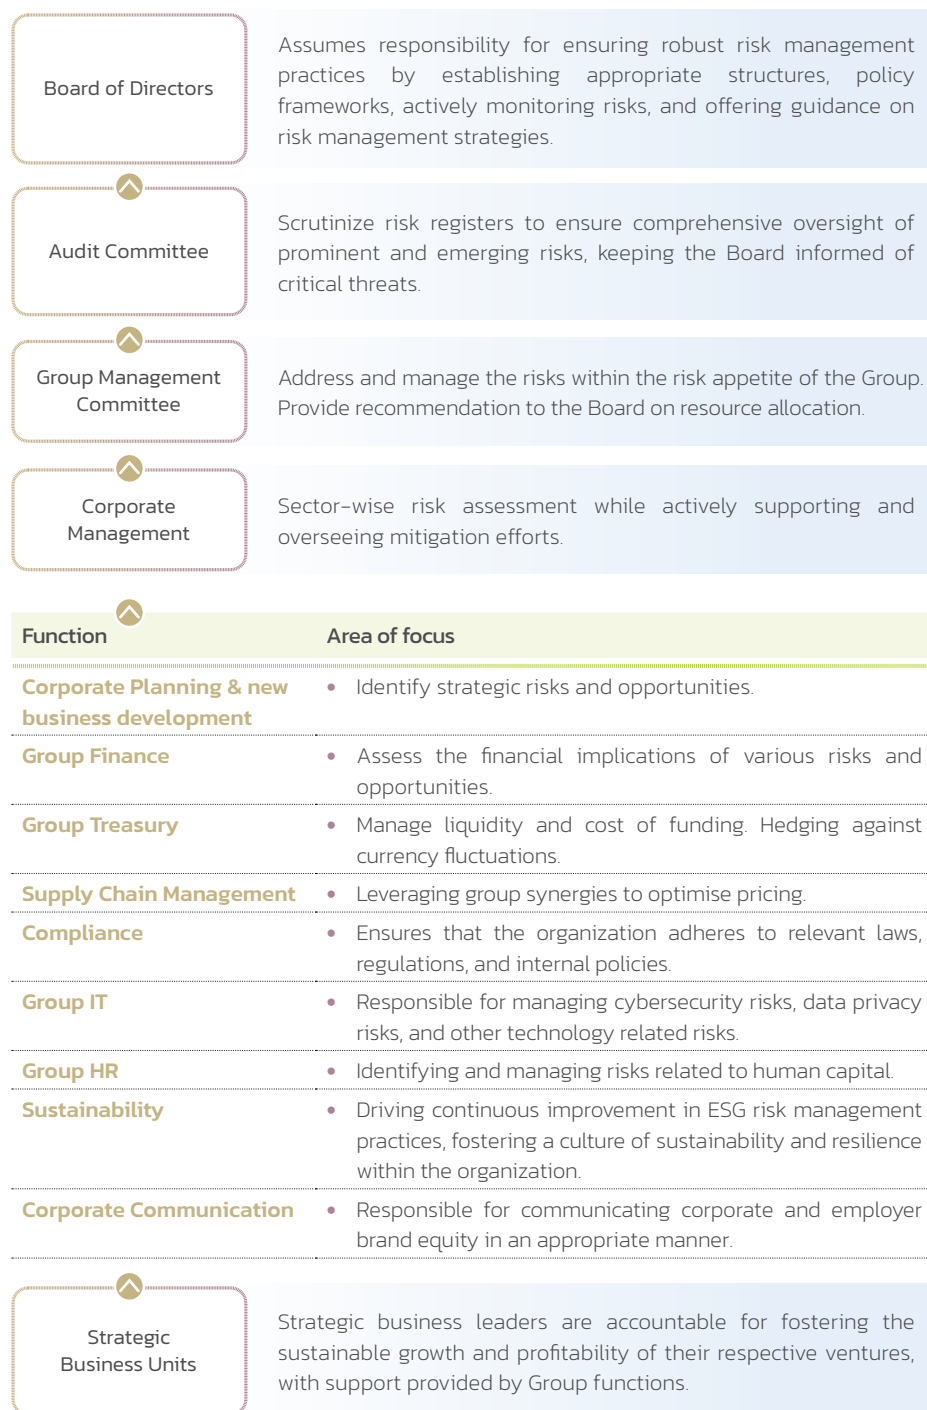 Board of Directors
Assumes responsibility for ensuring robust risk management
practices by establishing appropriate structures, policy
frameworks, actively monitoring risks, and offering guidance on
risk management strategies.
Audit Committee
Scrutinize risk registers to ensure comprehensive oversight of
prominent and emerging risks, keeping the Board informed of
critical threats.
Group Management
Committee
Address and manage the risks within the risk appetite of the Group.
Provide recommendation to the Board on resource allocation.
Corporate
Management
Sector-wise risk assessment while actively supporting and
overseeing mitigation efforts.
Function
Area of focus
Corporate Planning & new
business development
• Identify strategic risks and opportunities.
Group Finance
• Assess the financial implications of various risks and
opportunities.
Group Treasury
• Manage liquidity and cost of funding. Hedging against
currency fluctuations.
Supply Chain Management
• Leveraging group synergies to optimise pricing.
Compliance
• Ensures that the organization adheres to relevant laws,
regulations, and internal policies.
Group IT
• Responsible for managing cybersecurity risks, data privacy
risks, and other technology related risks.
Group HR
• Identifying and managing risks related to human capital.
Sustainability
• Driving continuous improvement in ESG risk management
practices, fostering a culture of sustainability and resilience
within the organization.
Corporate Communication
• Responsible for communicating corporate and employer
brand equity in an appropriate manner.
Strategic
Business Units
Strategic business leaders are accountable for fostering the
sustainable growth and profitability of their respective ventures,
with support provided by Group functions.